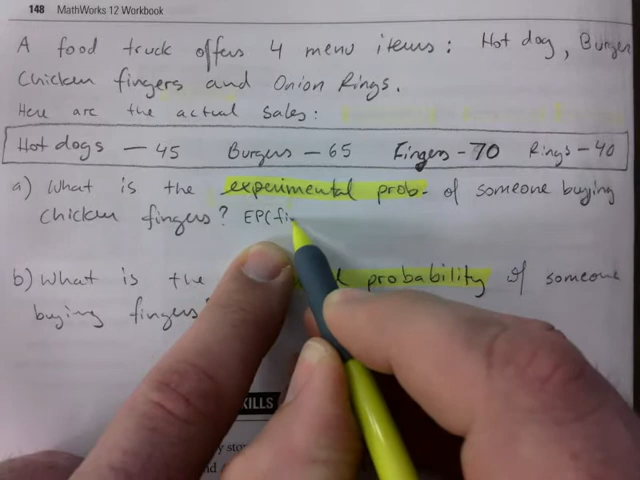 148 MathWorks 12 Workbook
A food truck offers 4 menu items: Hot dog, Burger
Chicken fingers and Onion Rings.
Here are the actual sales:
Hot dogs — 45 Burgers — 65 Fingers - 70 Rings - 40
a) What is the experimental prob. of someone buying
chicken fingers? EP(fi
b) What is the probability of someone
buying fingers?
KILLS